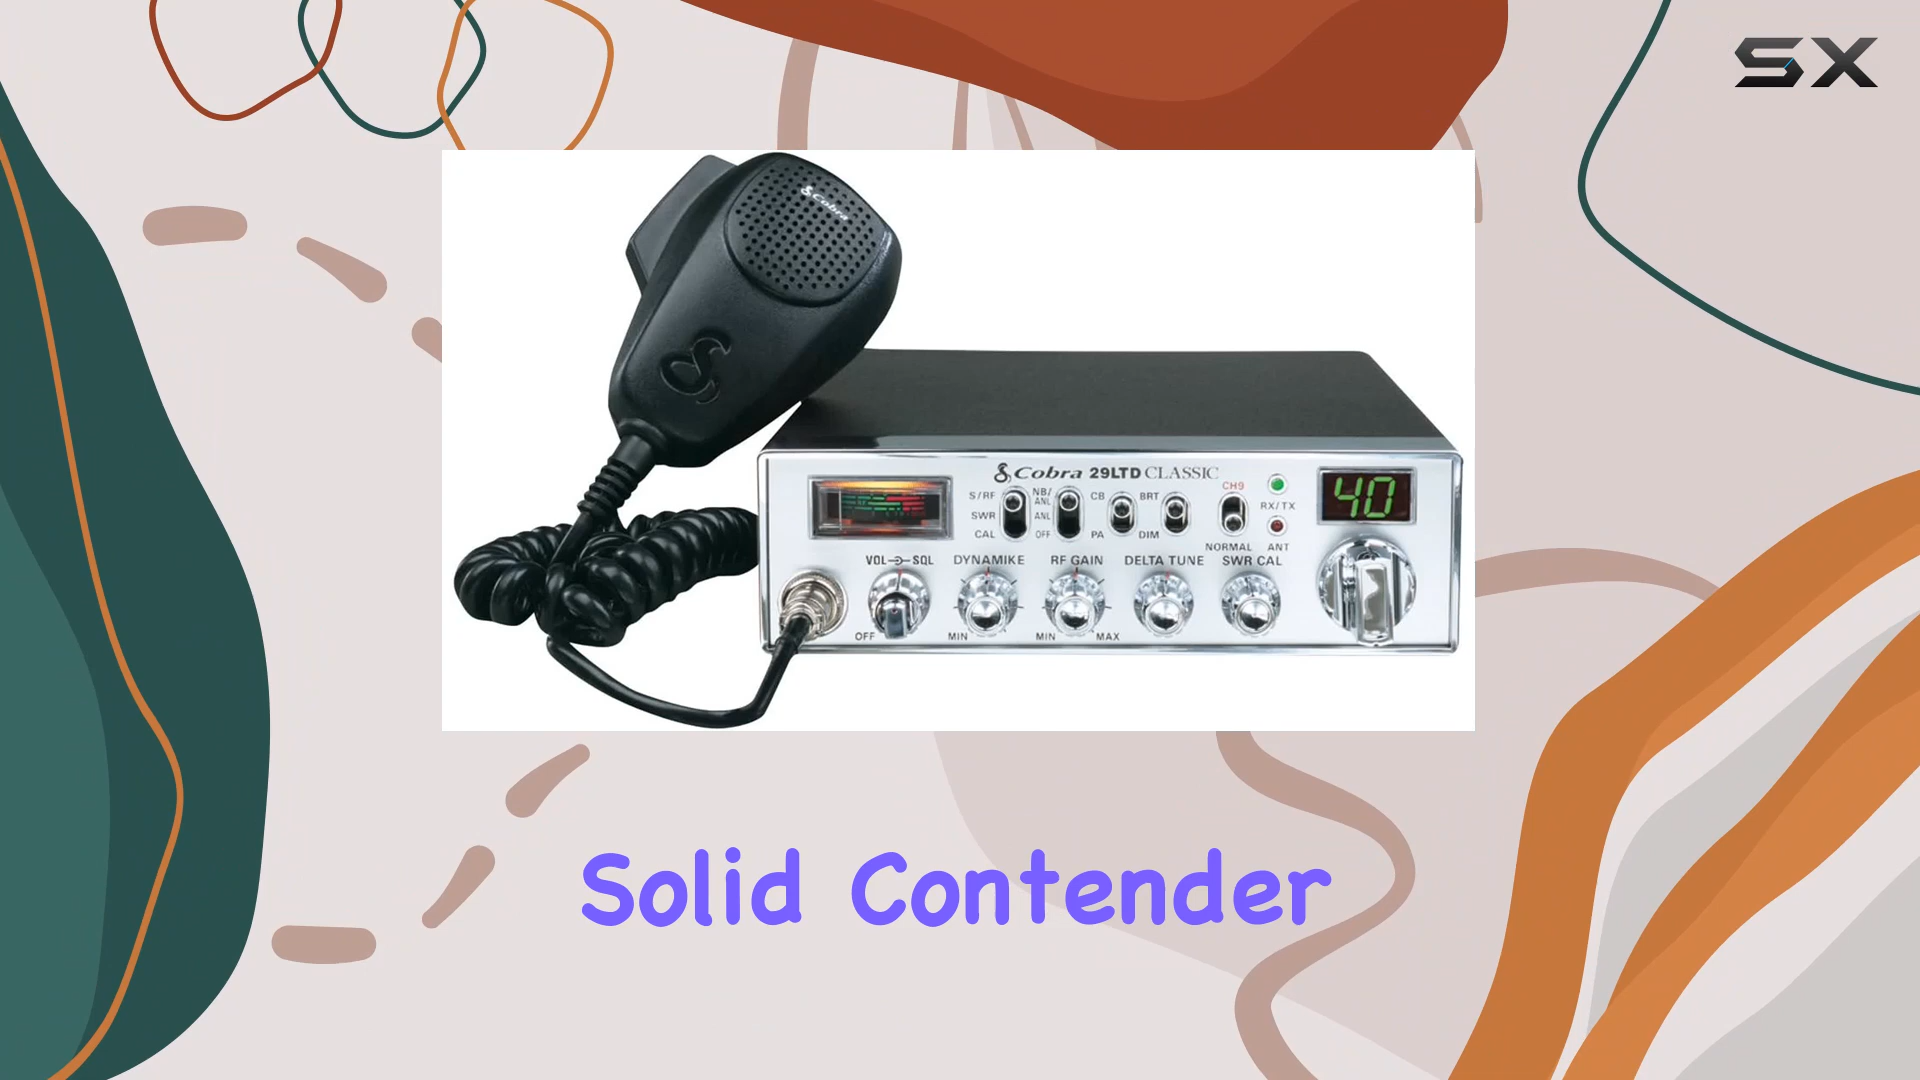 SX
Cobra
Cobra 29LTD CLASSIC
S/RF NB/ANL CB BRT CH9
SWR ANL RX/TX
CAL OFF PA DIM NORMAL ANT
40
VOL SQL DYNAMIKE RF GAIN DELTA TUNE SWR CAL
OFF MIN MIN MAX
Solid Contender